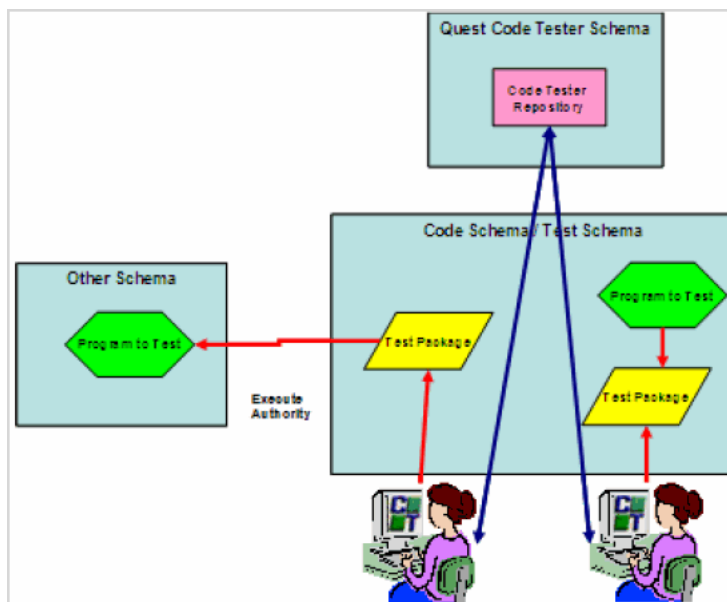 Quest Code Tester Schema
Code Tester
Repository
Code Schema / Test Schema
Other Schema
Program to Test
Program to Test
Test Package
Test Package
Execute
Authority
C
T
C
T